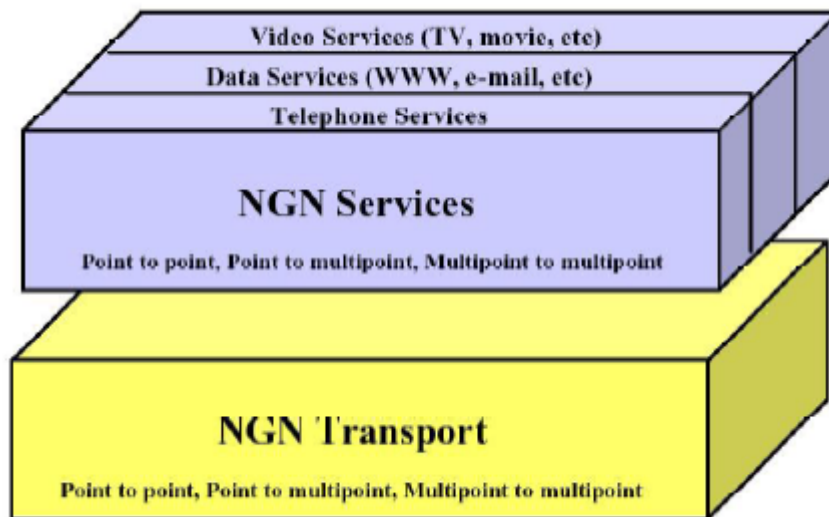 Video Services (TV, movie, etc)
Data Services (WWW, e-mail, etc)
Telephone Services
NGN Services
Point to point, Point to multipoint, Multipoint to multipoint
NGN Transport
Point to point, Point to multipoint, Multipoint to multipoint